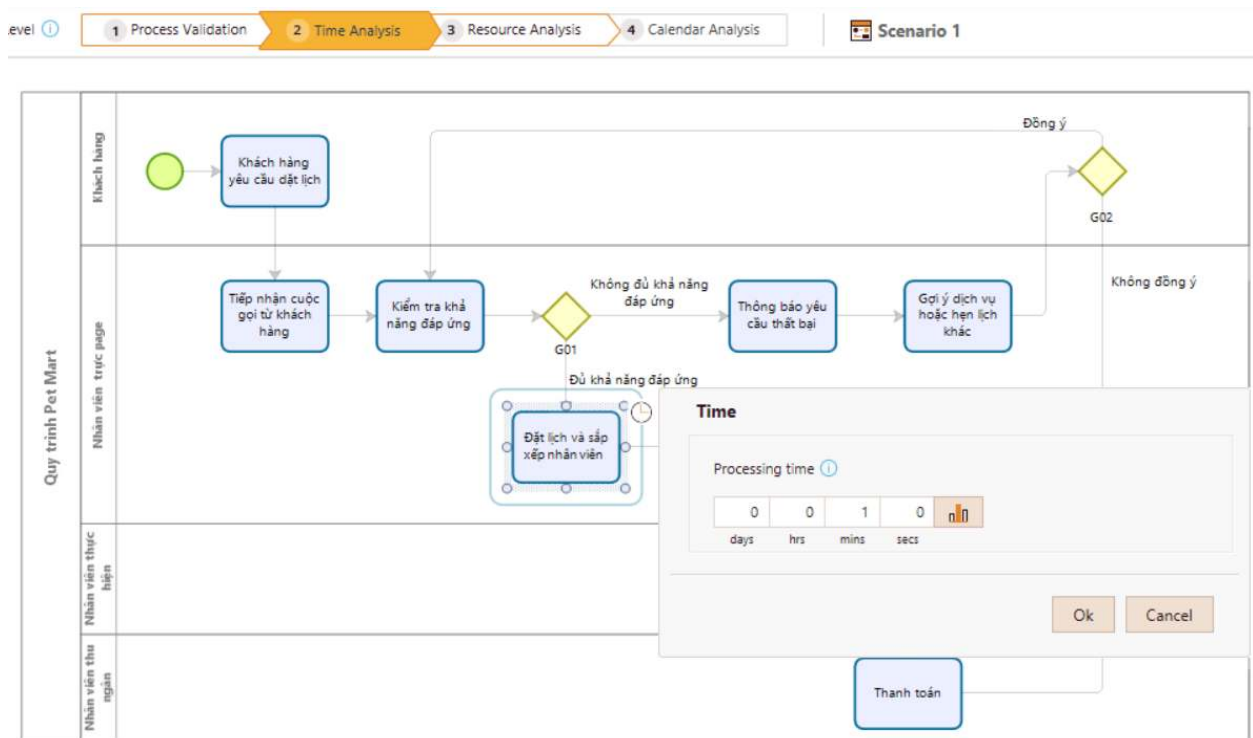 evel
1 Process Validation
2 Time Analysis
3 Resource Analysis
4 Calendar Analysis
Scenario 1
Quy trình Pet Mart
Khách hàng
Khách hàng
yêu cầu dặt lịch
Đồng ý
G02
Không đồng ý
Nhân viên trực page
Tiếp nhận cuộc
gọi từ khách
hàng
Kiểm tra khả
năng đáp ứng
G01
Không đủ khả năng
đáp ứng
Thông báo yêu
cầu thất bại
Gợi ý dịch vụ
hoặc hẹn lịch
khác
Đủ khả năng đáp ứng
Đặt lịch và sắp
xếp nhân viên
Time
Processing time
0 0 1 0
days hrs mins secs
Ok Cancel
Nhân viên thực
hiện
Nhân viên thu
ngân
Thanh toán